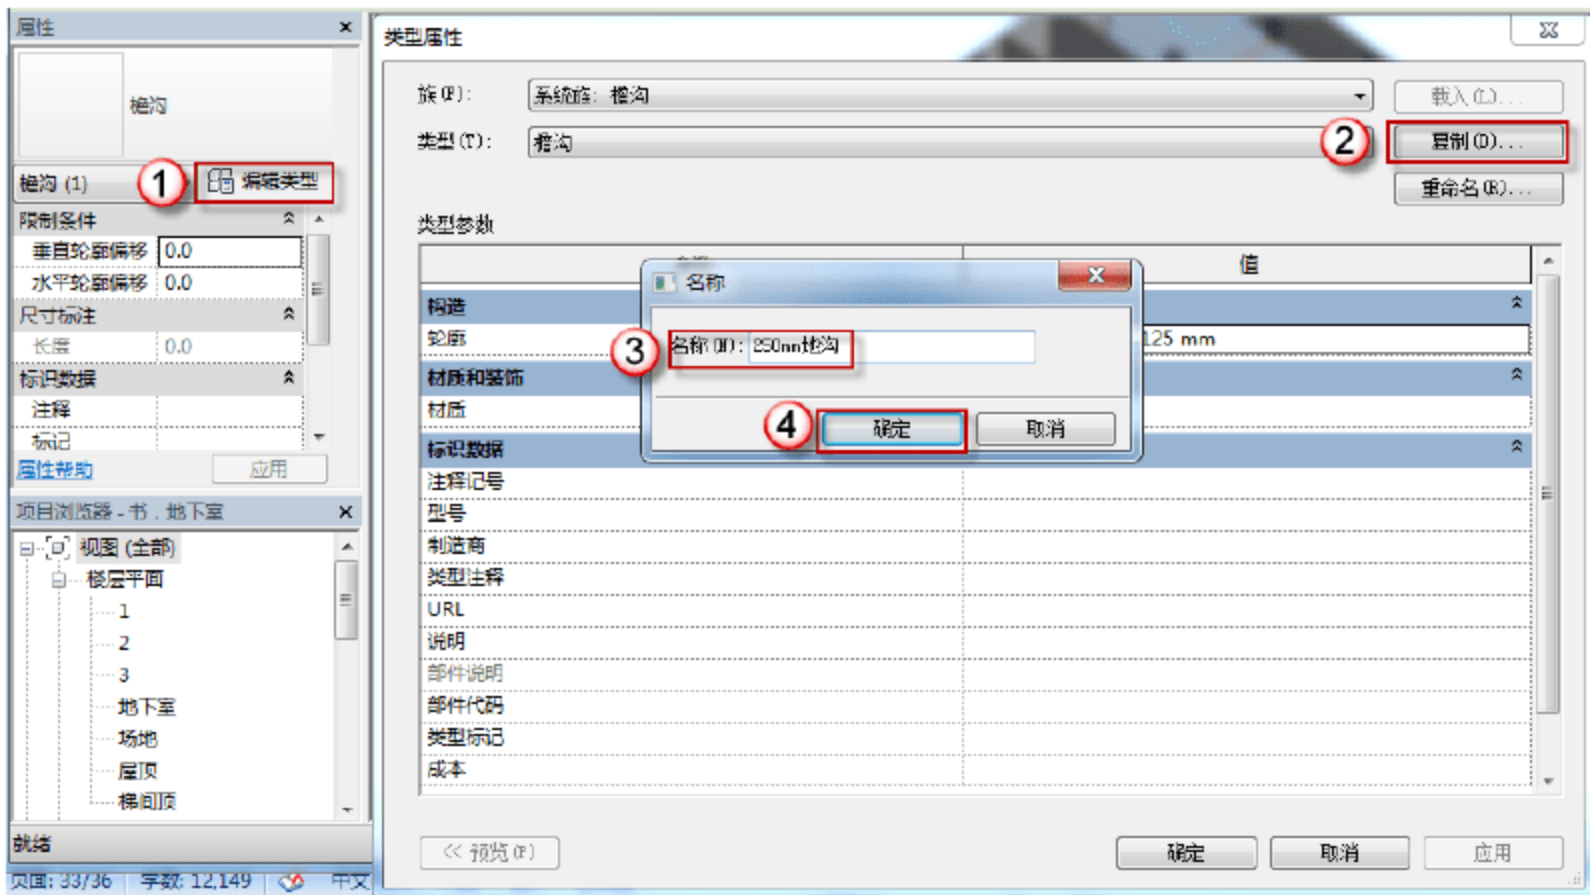 属性
檐沟
檐沟 (1)
① 编辑类型
限制条件
垂直轮廓偏移 0.0
水平轮廓偏移 0.0
尺寸标注
长度 0.0
标识数据
注释
标记
属性帮助 应用
项目浏览器 - 书，地下室
视图 (全部)
楼层平面
1
2
3
地下室
场地
屋顶
梯间顶
就绪
页面: 33/36 字数: 12,149 中文
类型属性
族(F): 系统族: 檐沟 载入(L)...
类型(T): 檐沟 ② 复制(D)...
重命名(R)...
类型参数
值
构造
轮廓 125 mm
材质和装饰
材质
标识数据
注释记号
型号
制造商
类型注释
URL
说明
部件说明
部件代码
类型标记
成本
名称
③ 名称(N): 250mm地沟
④ 确定 取消
<< 预览(P) 确定 取消 应用